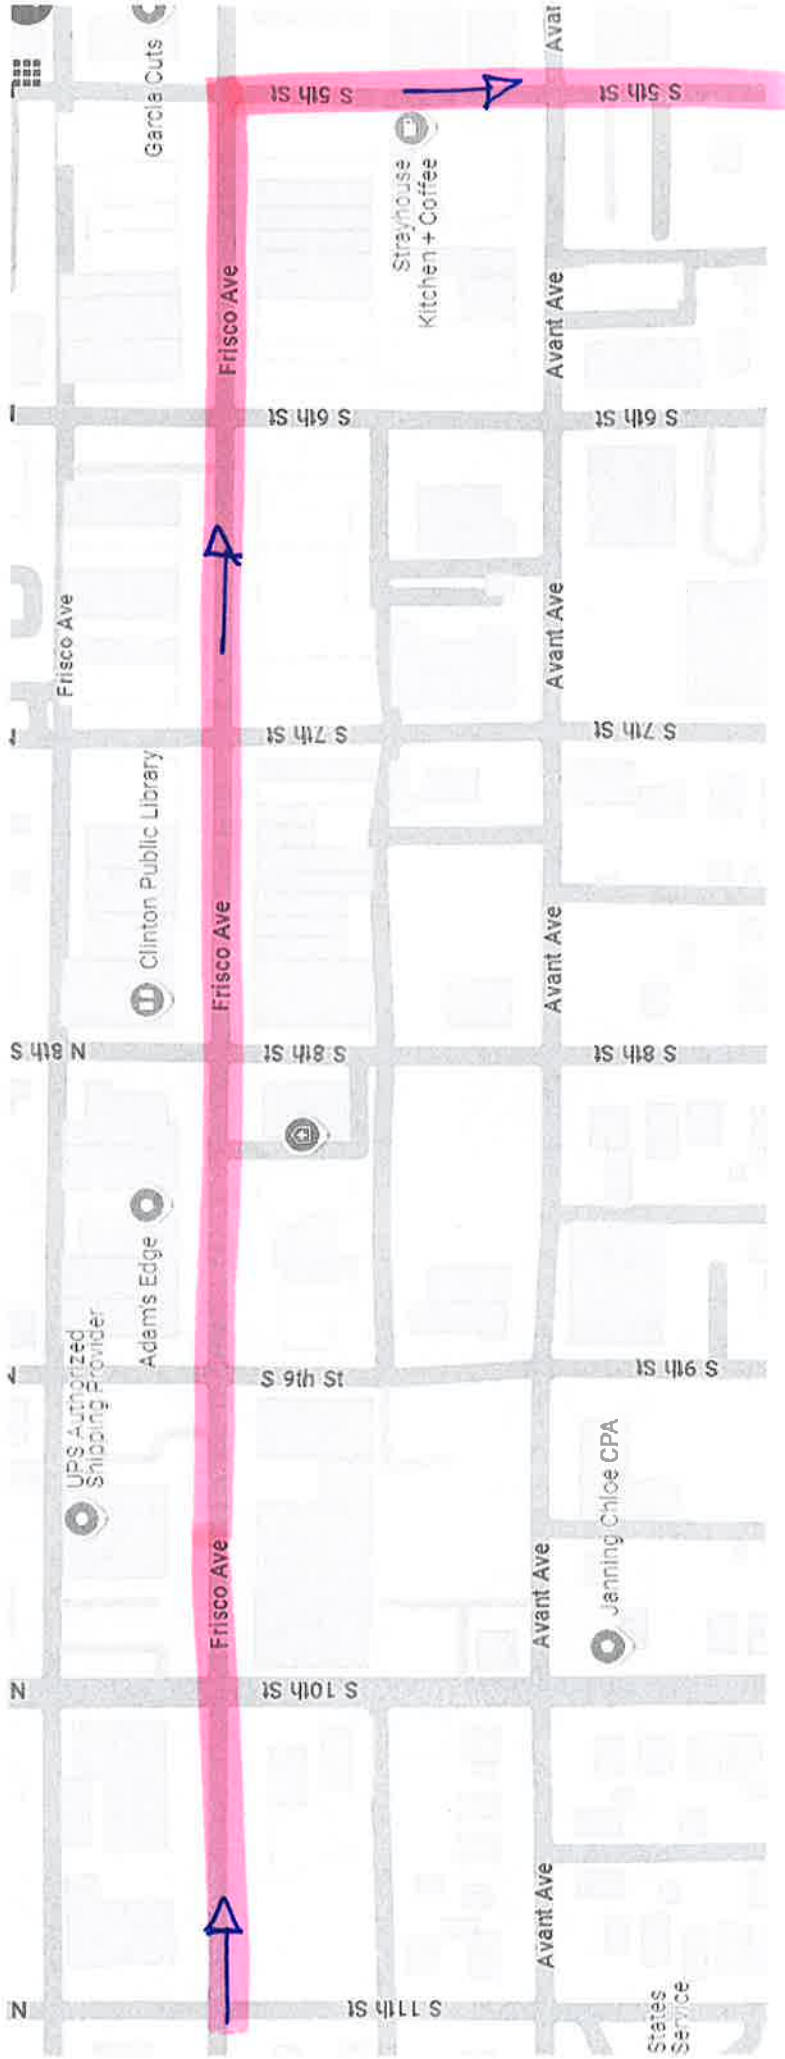 Garcia Cuts
Avat
S 5th St
S 5th St
Strayhouse
Kitchen + Coffee
Frisco Ave
Avant Ave
S 6th St
S 6th St
Frisco Ave
Avant Ave
S 7th St
S 7th St
Clinton Public Library
Frisco Ave
Avant Ave
N 8th S
S 8th St
S 8th St
Adam's Edge
UPS Authorized
Shipping Provider
S 9th St
S 9th St
Janning Chloe CPA
Frisco Ave
Avant Ave
N
S 10th St
Avant Ave
N
S 11th St
States
Service